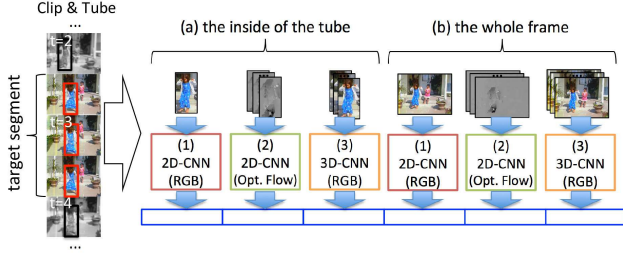 Clip & Tube
...
t=2
t=3
t=4
...
target segment
(a) the inside of the tube
(b) the whole frame
(1)
2D-CNN
(RGB)
(2)
2D-CNN
(Opt. Flow)
(3)
3D-CNN
(RGB)
(1)
2D-CNN
(RGB)
(2)
2D-CNN
(Opt. Flow)
(3)
3D-CNN
(RGB)